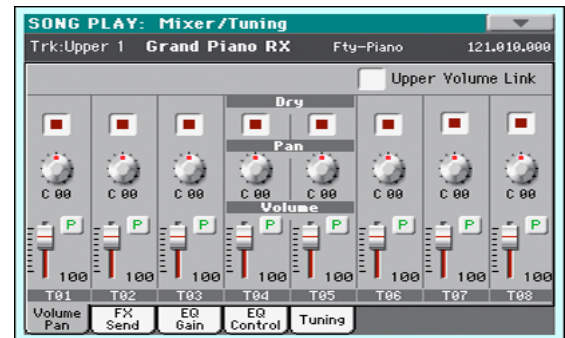 SONG PLAY: Mixer/Tuning
Trk:Upper 1 Grand Piano RX Fty-Piano 121.010.000
Upper Volume Link
Dry
Pan
C 00 C 00 C 00 C 00 C 00 C 00 C 00 C 00
Volume
P P P P P P P P
100 100 100 100 100 100 100 100
T01 T02 T03 T04 T05 T06 T07 T08
Volume Pan FX Send EQ Gain EQ Control Tuning